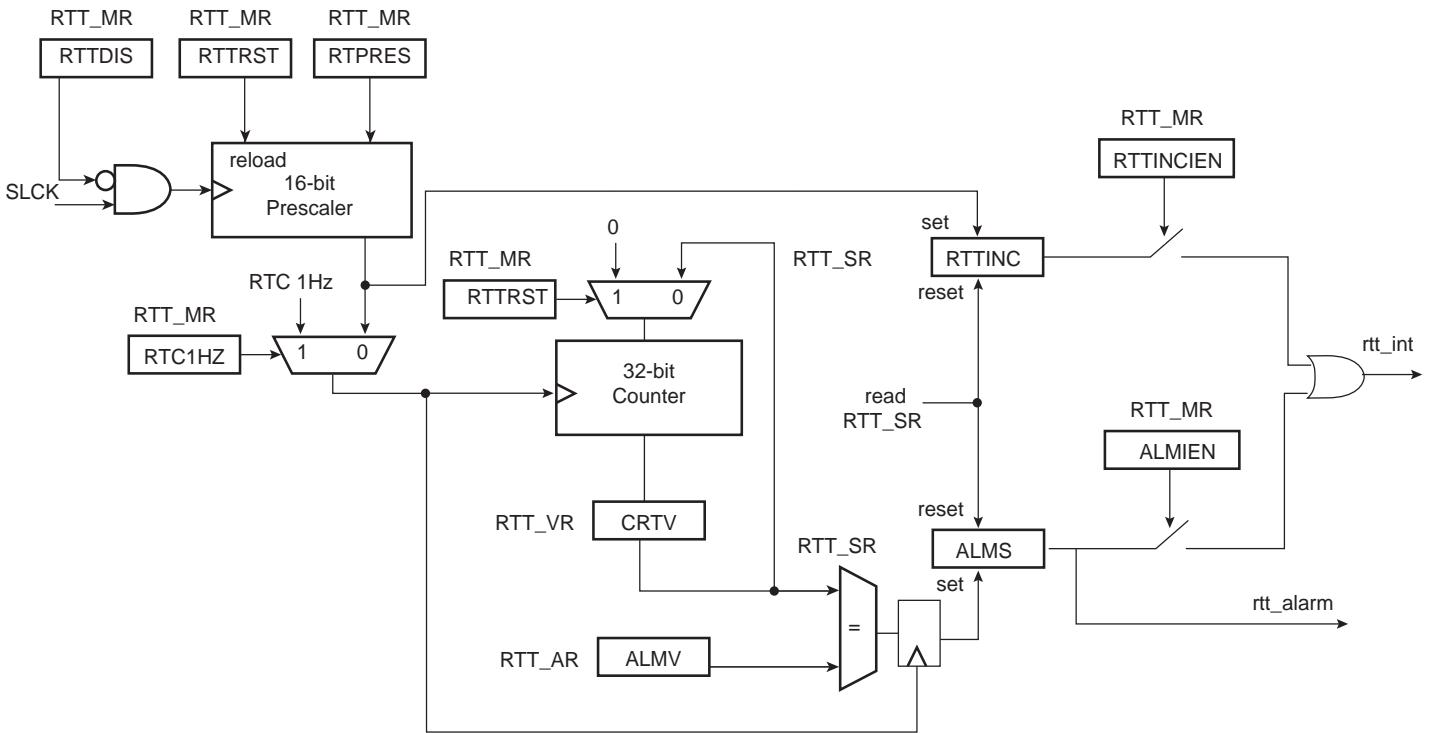 RTT_MR
RTT_MR
RTT_MR
RTTDIS
RTTRST
RTPRES
reload
16-bit
Prescaler
SLCK
RTT_MR
RTTINCIEN
set
RTTINC
reset
0
RTT_SR
RTT_MR
RTTRST
1 0
RTC 1Hz
RTT_MR
RTC1HZ
1 0
32-bit
Counter
read
RTT_SR
rtt_int
RTT_MR
ALMIEN
RTT_VR
CRTV
reset
ALMS
set
RTT_SR
=
rtt_alarm
RTT_AR
ALMV